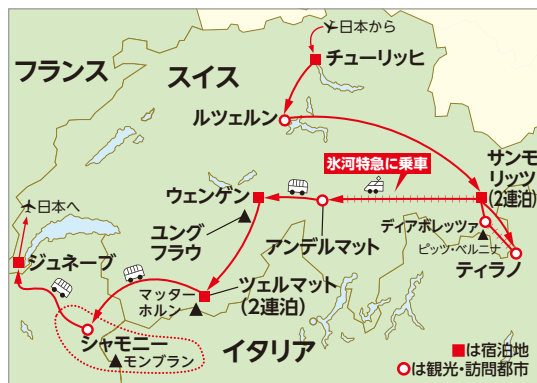 日本から
フランス
スイス
チューリッヒ
ルツェルン
氷河特急に乗車
サンモ
リッツ
(2連泊)
ウェンゲン
日本へ
ユング
フラウ
アンデルマット
ディアボレッツァ
ピッツ・ベルニナ
ティラノ
ジュネーブ
マッター
ホルン
ツェルマット
(2連泊)
シャモニー
モンブラン
イタリア
■は宿泊地
○は観光・訪問都市